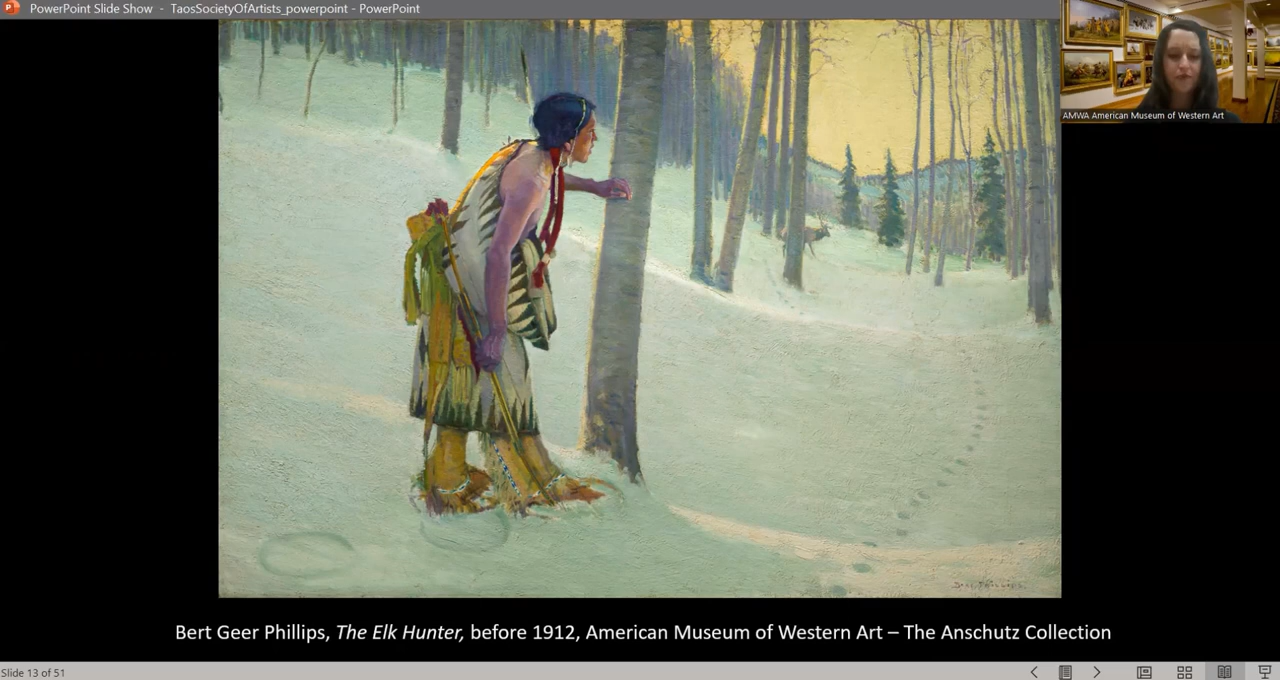 PowerPoint Slide Show - TaosSocietyOfArtists_powerpoint - PowerPoint
AMWA American Museum of Western Art
Bert Geer Phillips, The Elk Hunter, before 1912, American Museum of Western Art – The Anschutz Collection
Slide 13 of 51